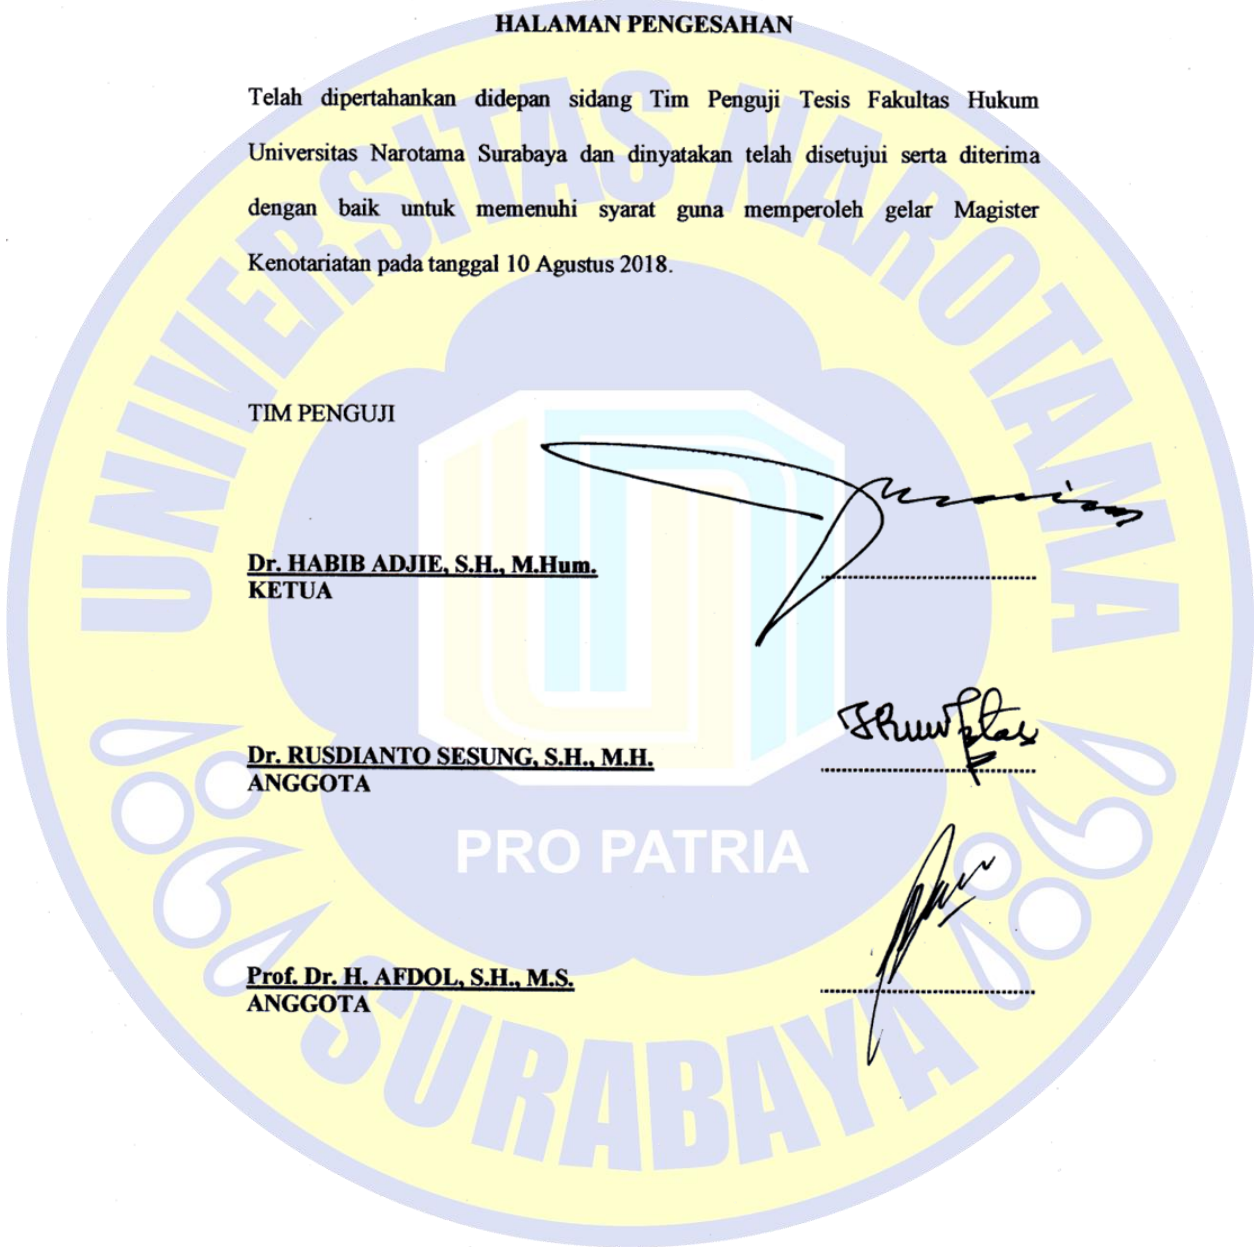 HALAMAN PENGESAHAN
Telah dipertahankan didepan sidang Tim Penguji Tesis Fakultas Hukum
Universitas Narotama Surabaya dan dinyatakan telah disetujui serta diterima
dengan baik untuk memenuhi syarat guna memperoleh gelar Magister
Kenotariatan pada tanggal 10 Agustus 2018.
TIM PENGUJI
Dr. HABIB ADJIE, S.H., M.Hum.
KETUA
Dr. RUSDIANTO SESUNG, S.H., M.H.
ANGGOTA
Prof. Dr. H. AFDOL, S.H., M.S.
ANGGOTA
UNIVERSITAS NAROTAMA
PRO PATRIA
SURABAYA